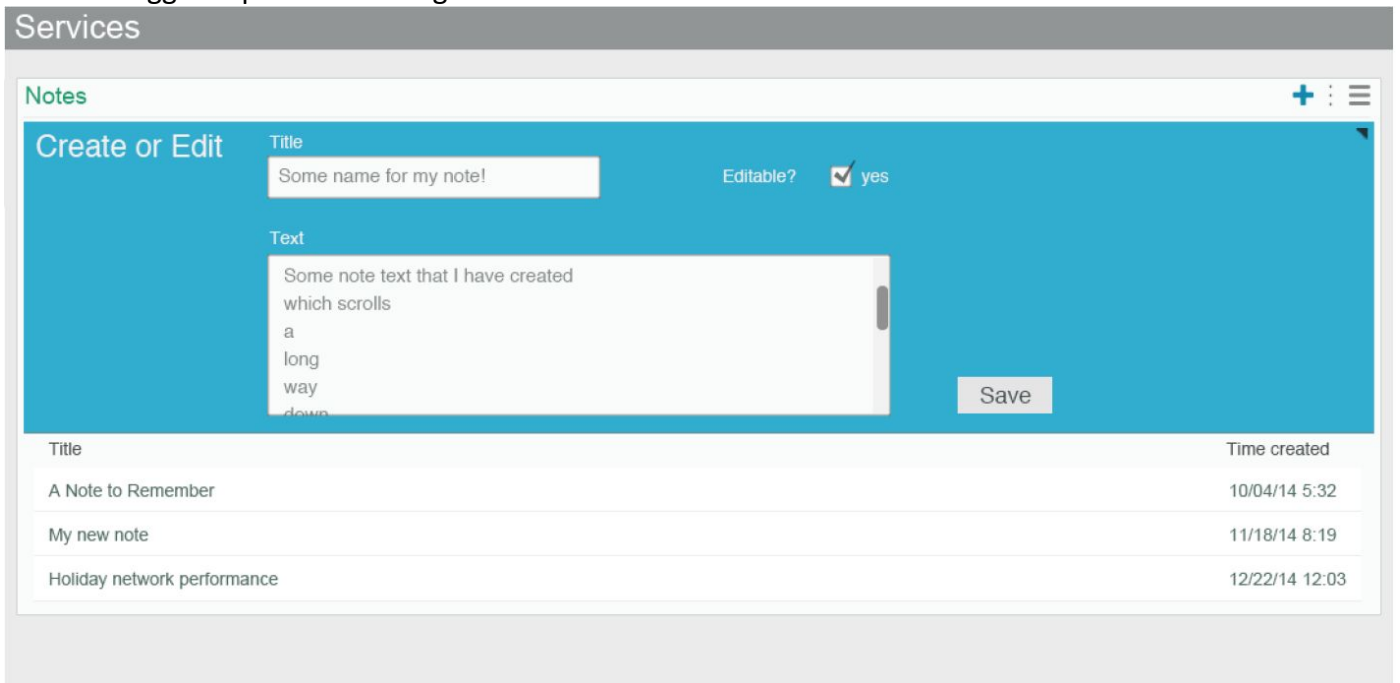 Services
Notes
Create or Edit
Title
Some name for my note!
Editable? yes
Text
Some note text that I have created
which scrolls
a
long
way
down
Save
Title Time created
A Note to Remember 10/04/14 5:32
My new note 11/18/14 8:19
Holiday network performance 12/22/14 12:03